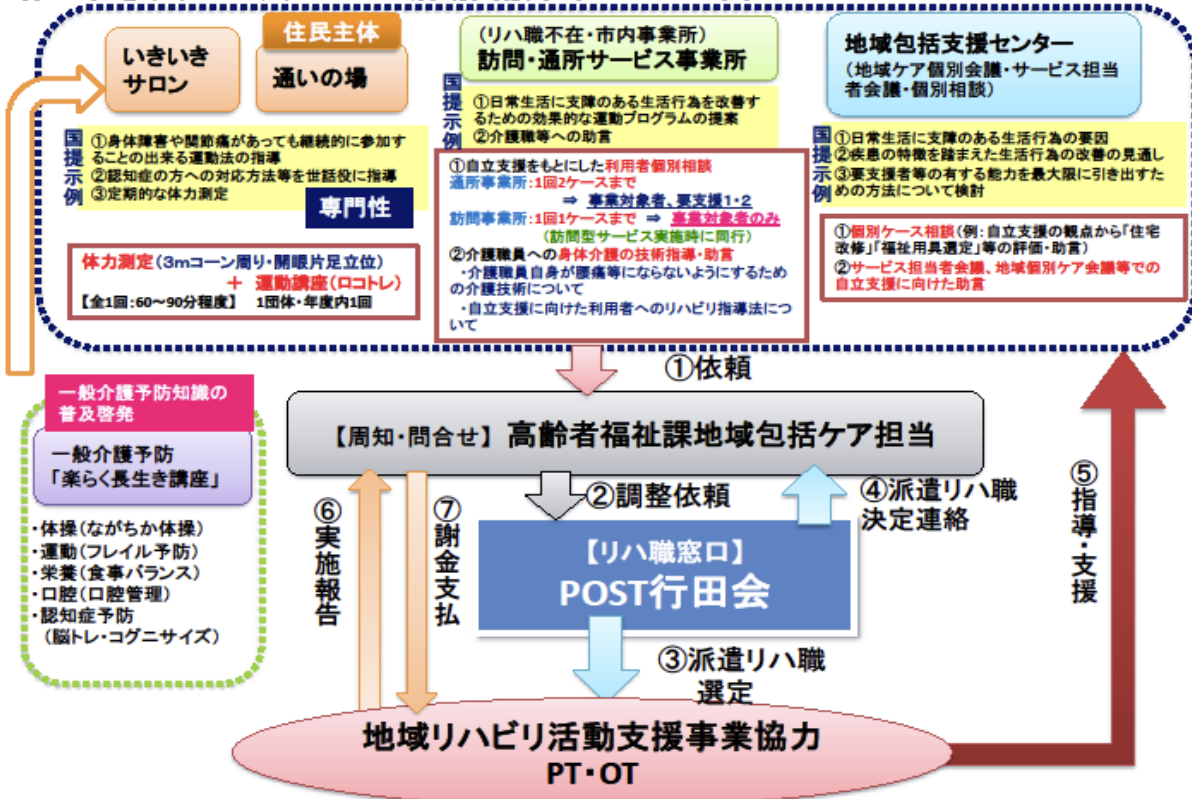 いきいき
サロン
住民主体
通いの場
国提示例
①身体障害や関節痛があっても継続的に参加す
ることの出来る運動法の指導
②認知症の方への対応方法等を世話役に指導
③定期的な体力測定
専門性
体力測定(3mコーン周り・開眼片足立位)
+ 運動講座(ロコトレ)
【全1回:60～90分程度】 1団体・年度内1回
(リハ職不在・市内事業所)
訪問・通所サービス事業所
国提示例
①日常生活に支障のある生活行為を改善す
るための効果的な運動プログラムの提案
②介護職等への助言
①自立支援をもとにした利用者個別相談
通所事業所:1回2ケースまで
⇒ 事業対象者、要支援1・2
訪問事業所:1回1ケースまで ⇒ 事業対象者のみ
(訪問型サービス実施時に同行)
②介護職員への身体介護の技術指導・助言
・介護職員自身が腰痛等にならないようにするため
の介護技術について
・自立支援に向けた利用者へのリハビリ指導法につ
いて
地域包括支援センター
(地域ケア個別会議・サービス担当
者会議・個別相談)
国提示例
①日常生活に支障のある生活行為の要因
②疾患の特徴を踏まえた生活行為の改善の見通し
③要支援者等の有する能力を最大限に引き出すた
めの方法について検討
①個別ケース相談(例:自立支援の観点から「住宅
改修」「福祉用具選定」等の評価・助言)
②サービス担当者会議、地域個別ケア会議等での
自立支援に向けた助言
①依頼
一般介護予防知識の
普及啓発
一般介護予防
「楽らく長生き講座」
・体操(ながちか体操)
・運動(フレイル予防)
・栄養(食事バランス)
・口腔(口腔管理)
・認知症予防
(脳トレ・コグニサイズ)
【周知・問合せ】高齢者福祉課地域包括ケア担当
⑥実施報告
⑦謝金支払
②調整依頼
④派遣リハ職
決定連絡
⑤指導・支援
【リハ職窓口】
POST行田会
③派遣リハ職
選定
地域リハビリ活動支援事業協力
PT・OT